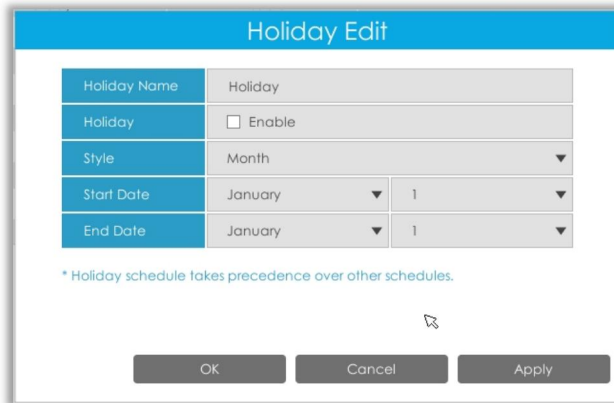 Holiday Edit
Holiday Name Holiday
Holiday Enable
Style Month
Start Date January 1
End Date January 1
* Holiday schedule takes precedence over other schedules.
OK Cancel Apply